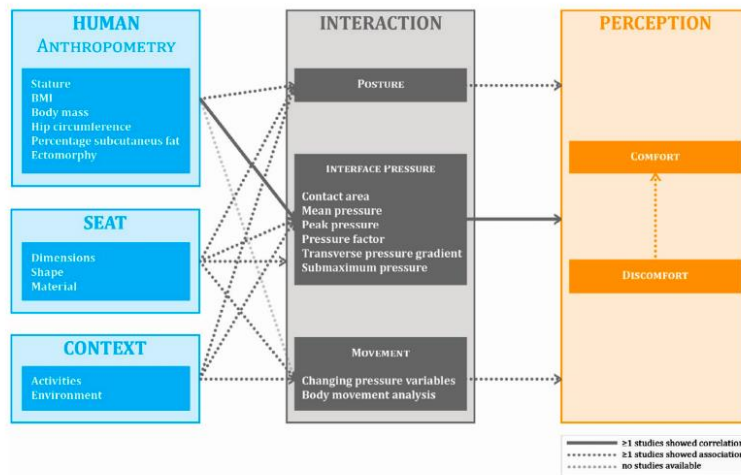 HUMAN
ANTHROPOMETRY
Stature
BMI
Body mass
Hip circumference
Percentage subcutaneus fat
Ectomorphy
SEAT
Dimensions
Shape
Material
CONTEXT
Activities
Environment
INTERACTION
POSTURE
INTERFACE PRESSURE
Contact area
Mean pressure
Peak pressure
Pressure factor
Transverse pressure gradient
Submaximum pressure
MOVEMENT
Changing pressure variables
Body movement analysis
PERCEPTION
COMFORT
DISCOMFORT
≥1 studies showed correlation
≥1 studies showed association
no studies available